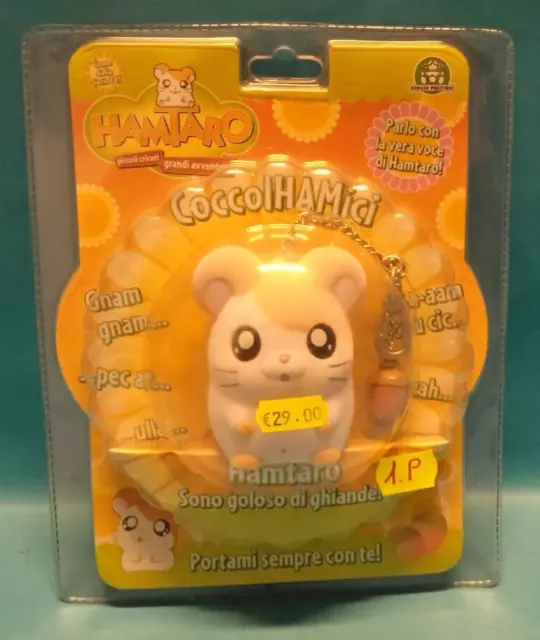 GIOCHI PREZIOSI
HAMTARO
piccoli criceti
grandi avventure
Parlo con
la vera voce
di Hamtaro!
CoccolHAMici
Gnam
gnam...
cic..
€29.00
1.P
Hamtaro
Sono goloso di ghiande!
Portami sempre con te!